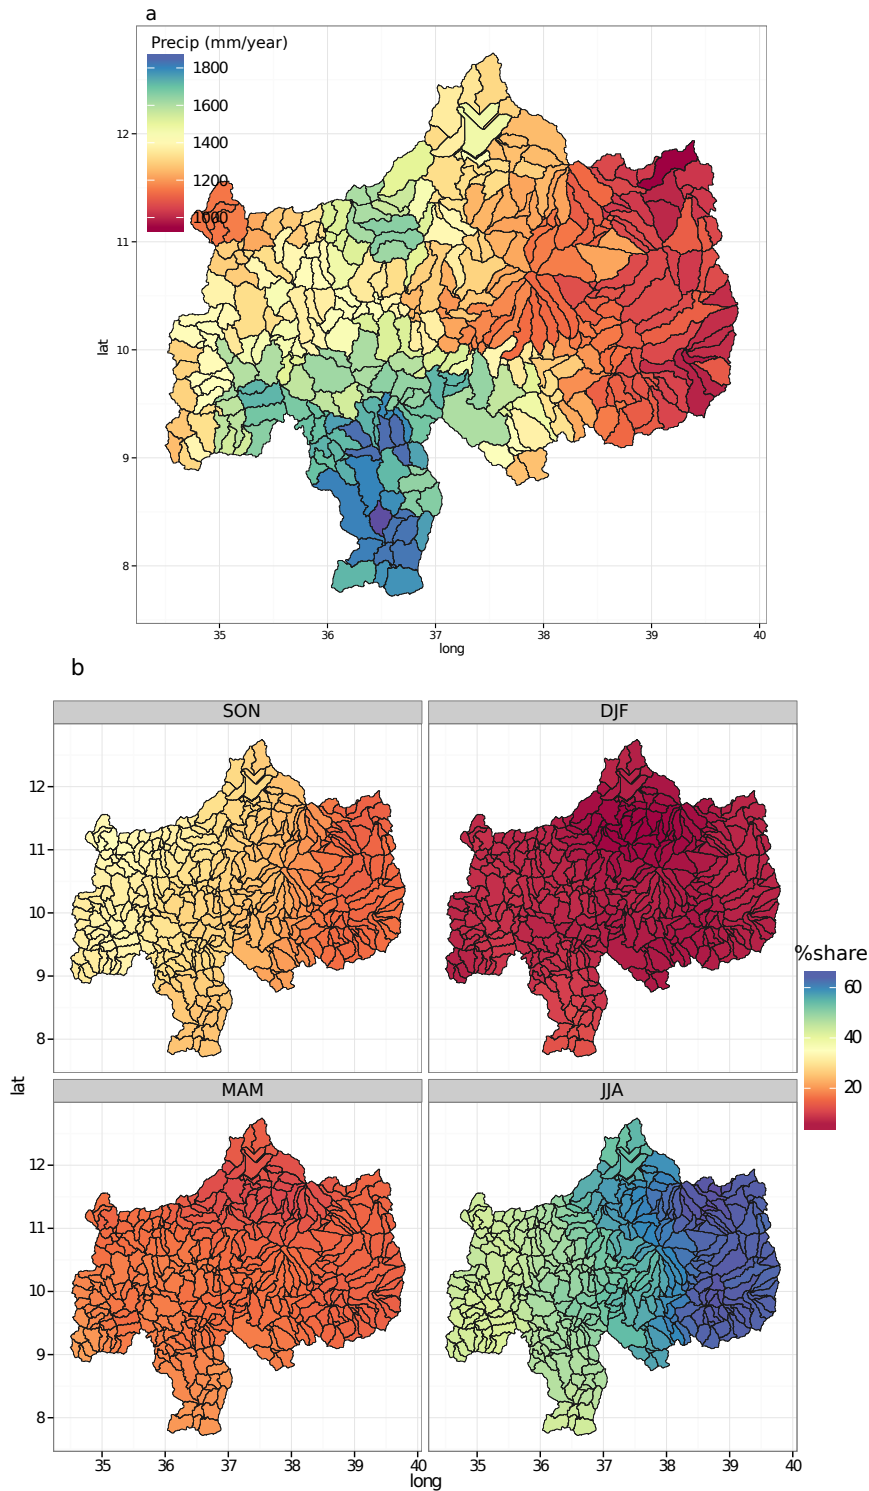 a
Precip (mm/year)
1800
1600
1400
1200
1000
12
11
10
9
8
lat
35 36 37 38 39 40
long
b
SON DJF
12
11
10
9
8
%share
60
40
20
lat
MAM JJA
12
11
10
9
8
35 36 37 38 39 40 35 36 37 38 39 40
long